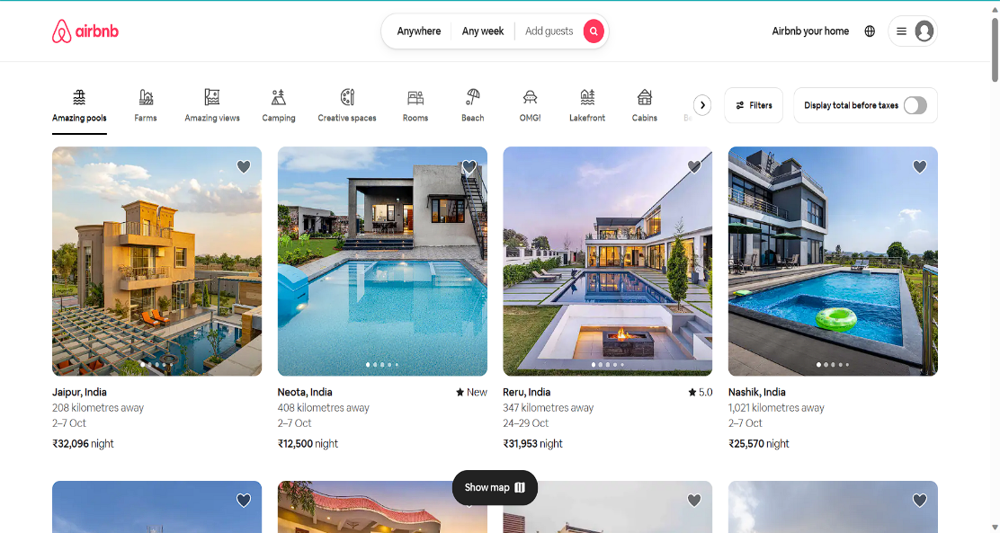 airbnb
Anywhere Any week Add guests
Airbnb your home
Amazing pools Farms Amazing views Camping Creative spaces Rooms Beach OMG! Lakefront Cabins
Filters
Display total before taxes
Jaipur, India
208 kilometres away
2–7 Oct
₹32,096 night
Neota, India New
408 kilometres away
2–7 Oct
₹12,500 night
Reru, India 5.0
347 kilometres away
24–29 Oct
₹31,953 night
Nashik, India
1,021 kilometres away
2–7 Oct
₹25,570 night
Show map